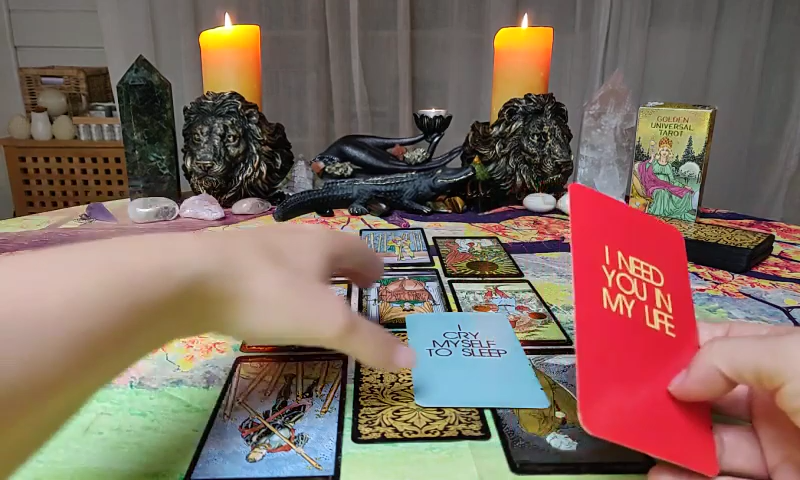 GOLDEN
UNIVERSAL
TAROT
I NEED
YOU IN
MY LIFE
I
CRY
MYSELF
TO SLEEP